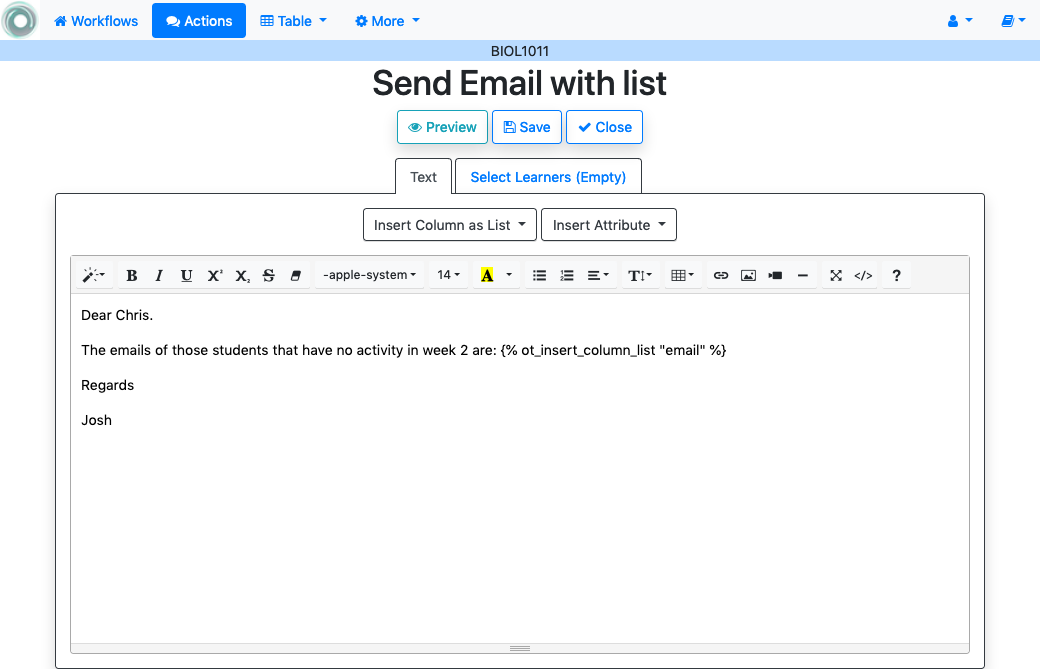 Workflows Actions Table More
BIOL1011
Send Email with list
Preview Save Close
Text Select Learners (Empty)
Insert Column as List Insert Attribute
B I U X² X₂ S -apple-system 14 A T </> ?
Dear Chris.
The emails of those students that have no activity in week 2 are: {% ot_insert_column_list "email" %}
Regards
Josh